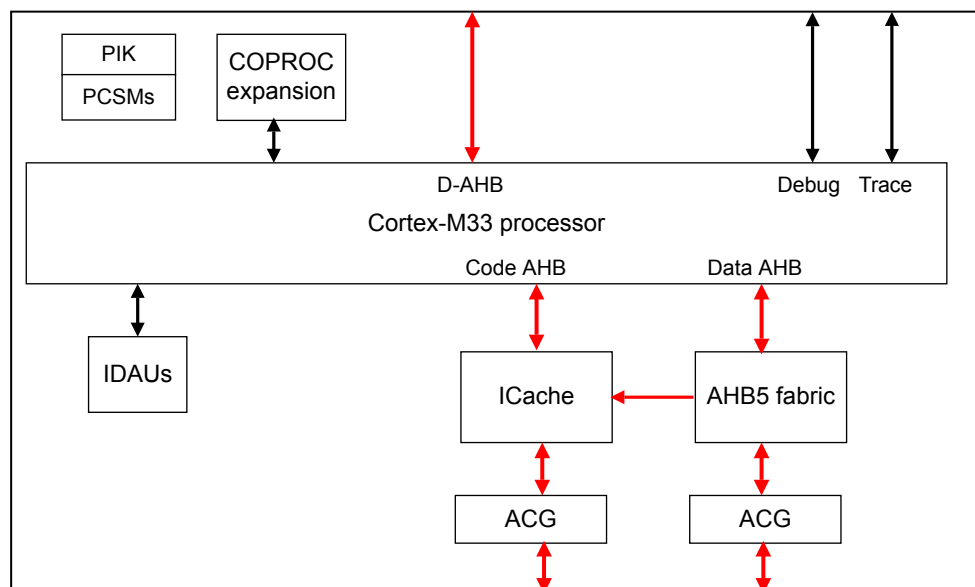 PIK
PCSMs
COPROC
expansion
D-AHB
Debug
Trace
Cortex-M33 processor
Code AHB
Data AHB
IDAUs
ICache
AHB5 fabric
ACG
ACG